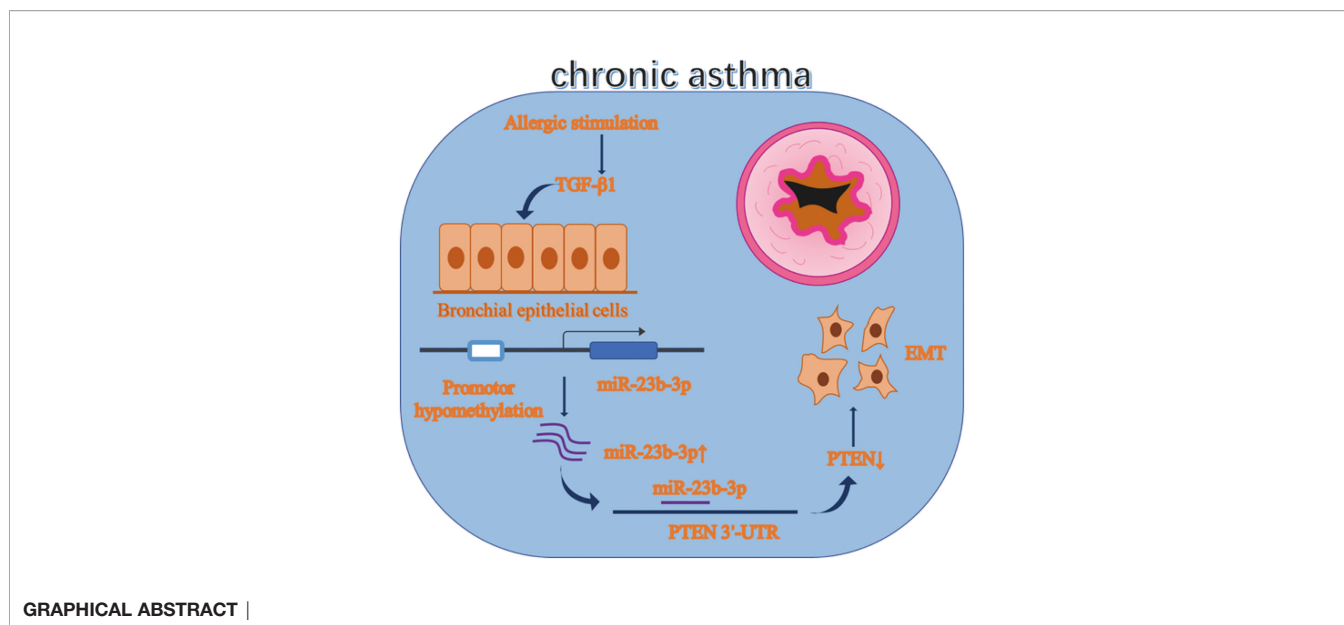 chronic asthma
Allergic stimulation
TGF-β1
Bronchial epithelial cells
Promotor
hypomethylation
miR-23b-3p
miR-23b-3p↑
miR-23b-3p
PTEN 3'-UTR
PTEN↓
EMT
GRAPHICAL ABSTRACT |